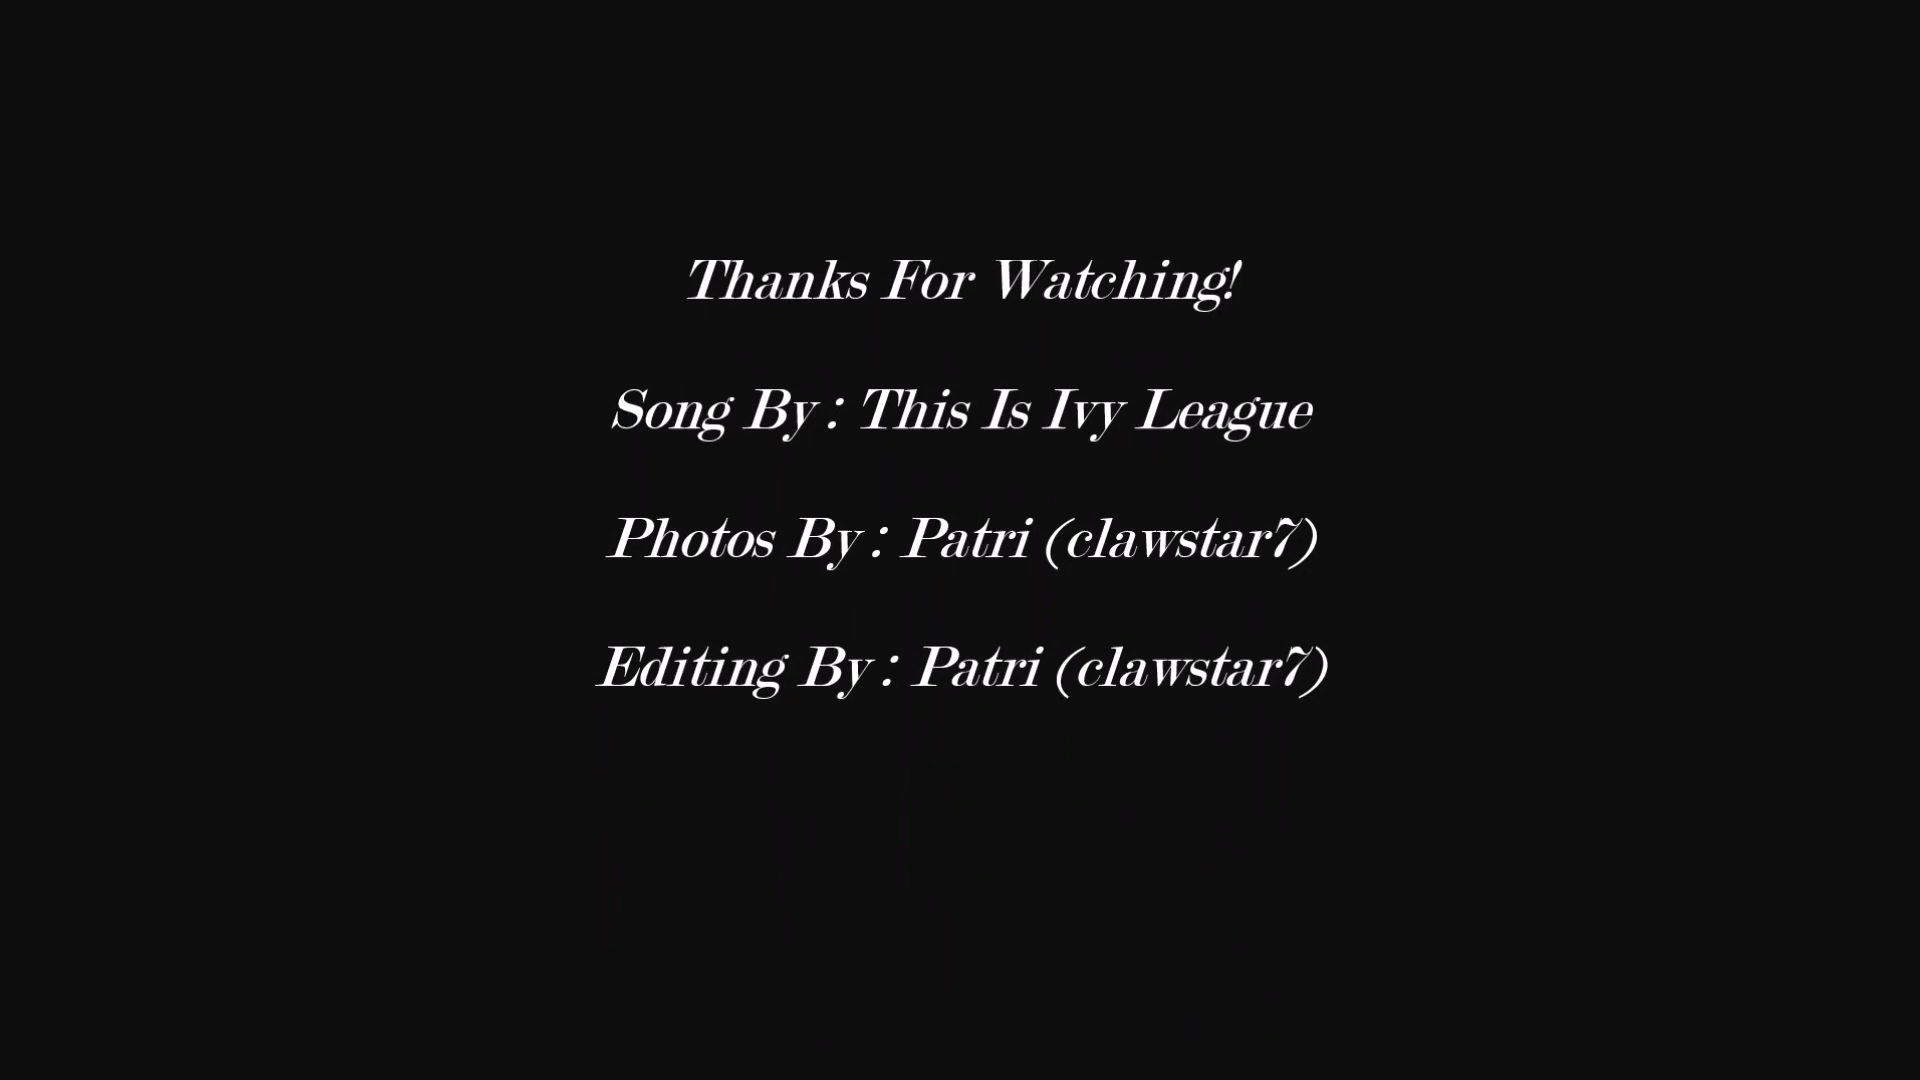 Thanks For Watching!
Song By : This Is Ivy League
Photos By : Patri (clawstar7)
Editing By : Patri (clawstar7)